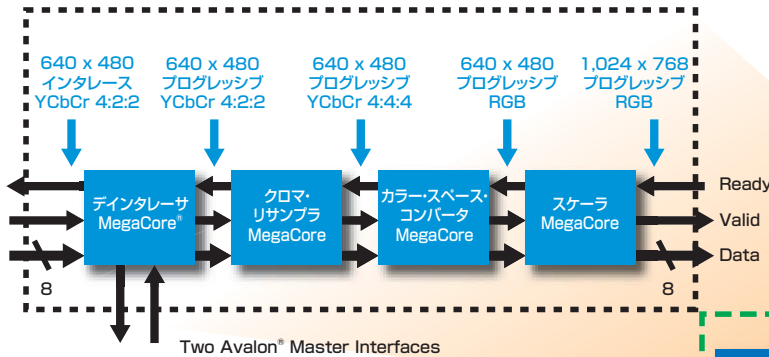 640 x 480
インタレース
YCbCr 4:2:2
640 x 480
プログレッシブ
YCbCr 4:2:2
640 x 480
プログレッシブ
YCbCr 4:4:4
640 x 480
プログレッシブ
RGB
1,024 x 768
プログレッシブ
RGB
デインタレーサ
MegaCore®
クロマ・
リサンプラ
MegaCore
カラー・スペース・
コンバータ
MegaCore
スケーラ
MegaCore
Ready
Valid
Data
8
8
Two Avalon® Master Interfaces